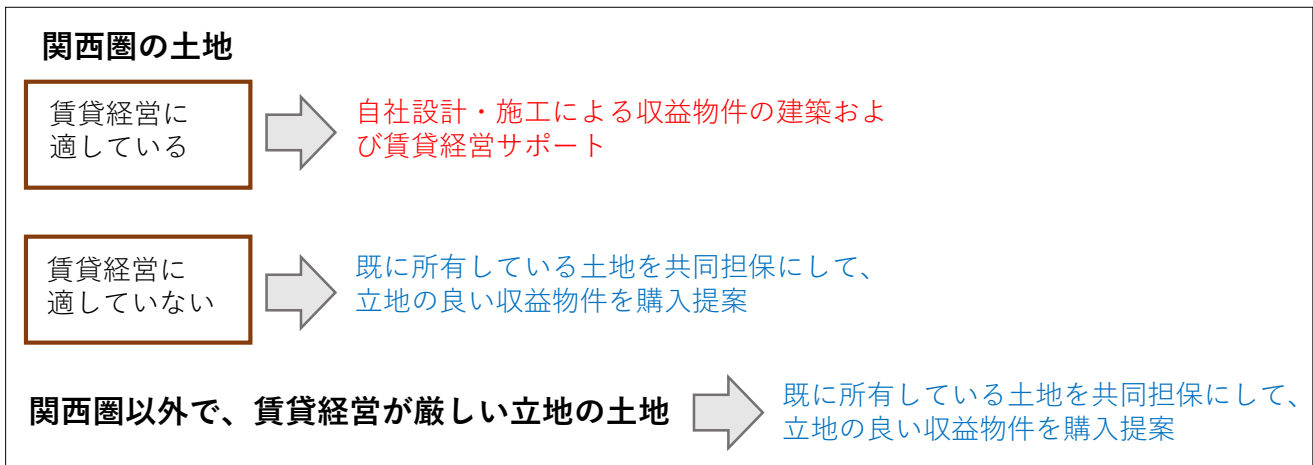 関西圏の土地
賃貸経営に
適している
自社設計・施工による収益物件の建築およ
び賃貸経営サポート
賃貸経営に
適していない
既に所有している土地を共同担保にして、
立地の良い収益物件を購入提案
関西圏以外で、賃貸経営が厳しい立地の土地
既に所有している土地を共同担保にして、
立地の良い収益物件を購入提案